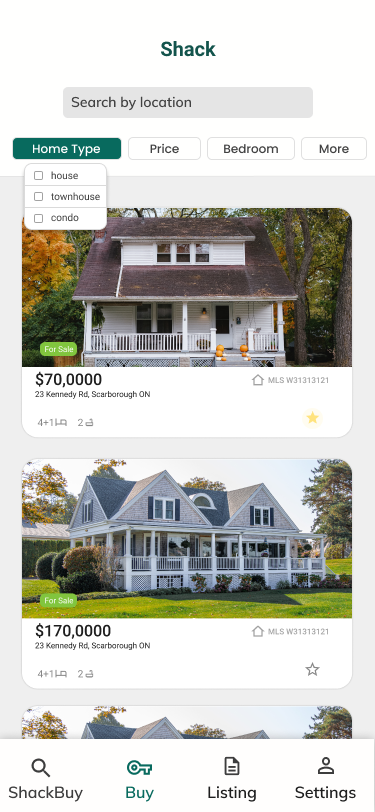 Shack
Search by location
Home Type Price Bedroom More
house
townhouse
condo
For Sale
$70,0000 MLS W31313121
23 Kennedy Rd, Scarborough ON
4+1 2
For Sale
$170,0000 MLS W31313121
23 Kennedy Rd, Scarborough ON
4+1 2
ShackBuy Buy Listing Settings